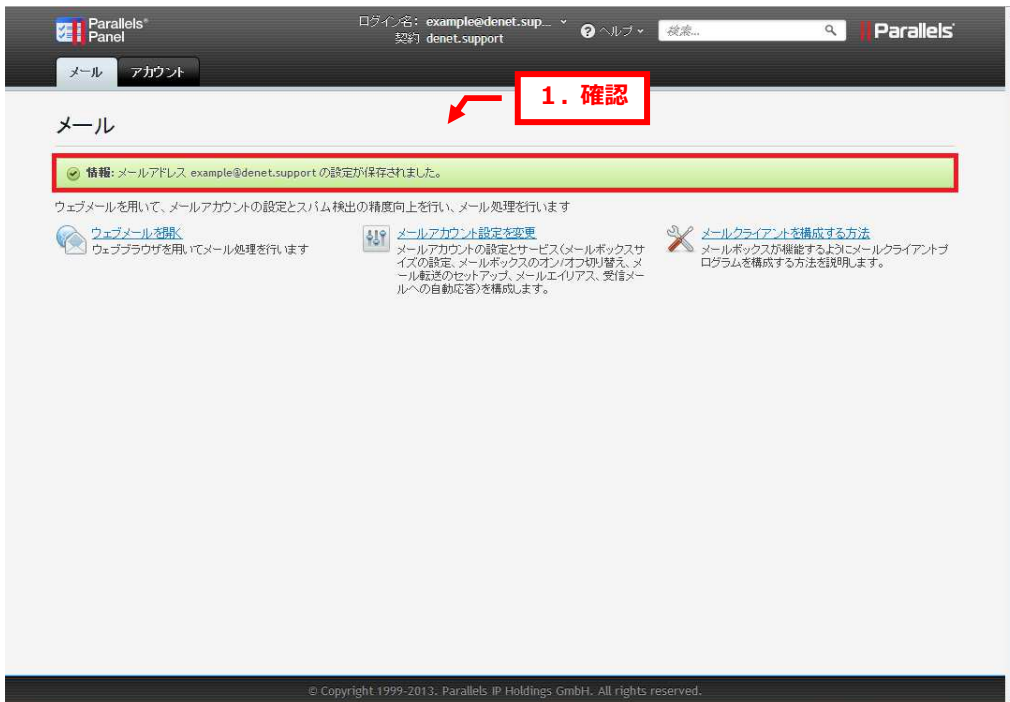 Parallels®
Panel
ログイン名: example@denet.sup...
契約 denet.support
ヘルプ
検索...
Parallels
メール
アカウント
1. 確認
メール
情報: メールアドレス example@denet.support の設定が保存されました。
ウェブメールを用いて、メールアカウントの設定とスパム検出の精度向上を行い、メール処理を行います
ウェブメールを開く
ウェブブラウザを用いてメール処理を行います
メールアカウント設定を変更
メールアカウントの設定とサービス(メールボックスサ
イズの設定、メールボックスのオン/オフ切り替え、メ
ール転送のセットアップ、メールエイリアス、受信メー
ルへの自動応答)を構成します。
メールクライアントを構成する方法
メールボックスが機能するようにメールクライアントプ
ログラムを構成する方法を説明します。
© Copyright 1999-2013. Parallels IP Holdings GmbH. All rights reserved.